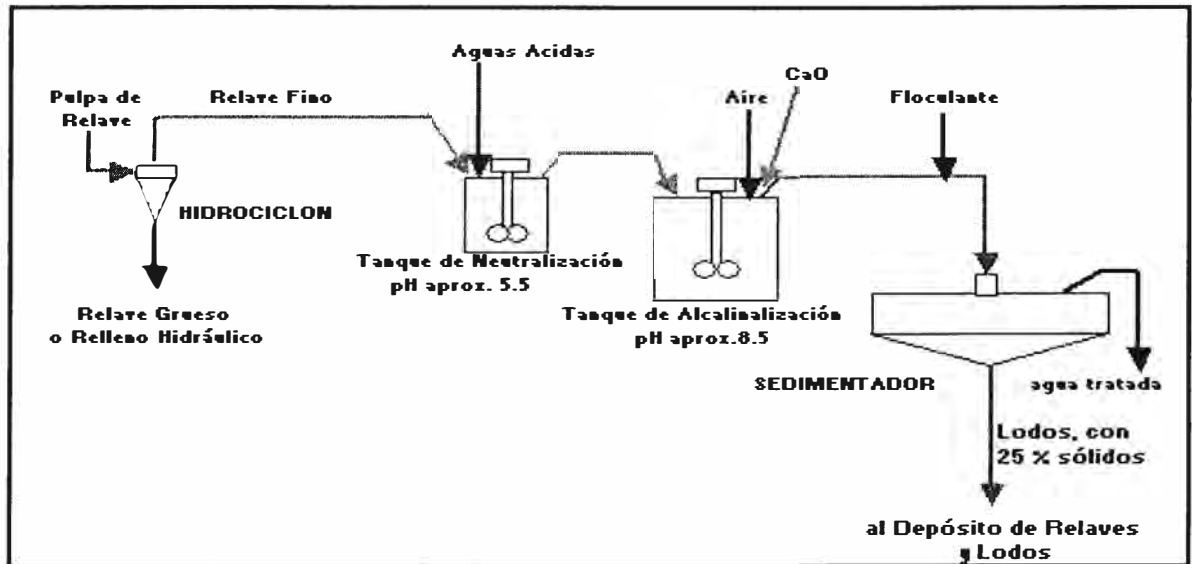 Aguas Acidas
CaO
Pulpa de
Relave
Relave Fino
Aire
Floculante
HIDROCICLON
Tanque de Neutralización
pH aprox. 5.5
Relave Grueso
o Relleno Hidráulico
Tanque de Alcalinalización
pH aprox.8.5
SEDIMENTADOR
agua tratada
Lodos, con
25 % sólidos
al Depósito de Relaves
y Lodos